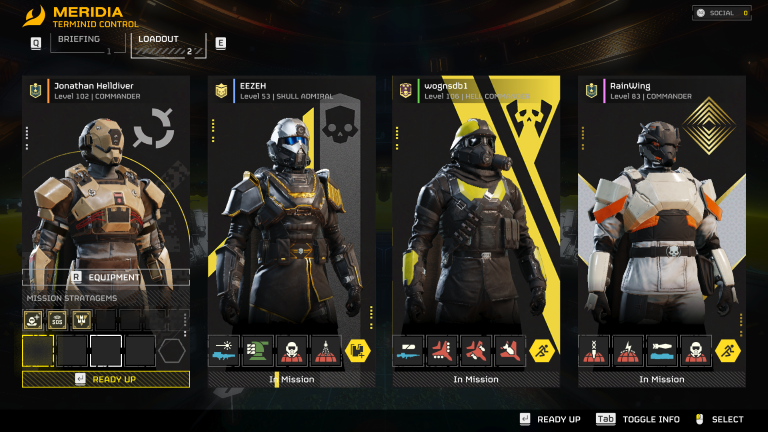 MERIDIA
TERMINID CONTROL
SOCIAL 0
Q BRIEFING 1 LOADOUT 2 E
Jonathan Helldiver
Level 102 | COMMANDER
EEZEH
Level 53 | SKULL ADMIRAL
wognsdb1
Level 106 | HELL COMMANDER
RainWing
Level 83 | COMMANDER
R EQUIPMENT
MISSION STRATAGEMS
SOS
READY UP
In Mission
In Mission
In Mission
READY UP
Tab TOGGLE INFO
SELECT